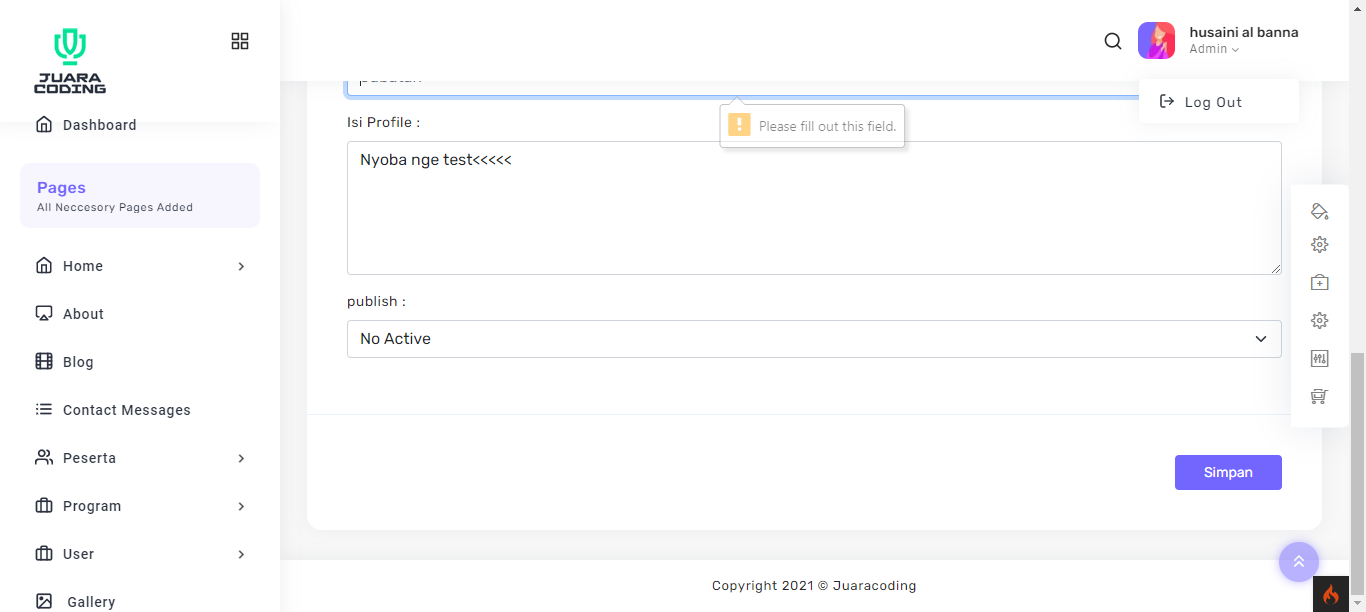 JUARA
CODING
husaini al banna
Admin
Log Out
Dashboard
Pages
All Neccesory Pages Added
Home
About
Blog
Contact Messages
Peserta
Program
User
Gallery
Please fill out this field.
Isi Profile :
Nyoba nge test<<<<<
publish :
No Active
Simpan
Copyright 2021 © Juaracoding